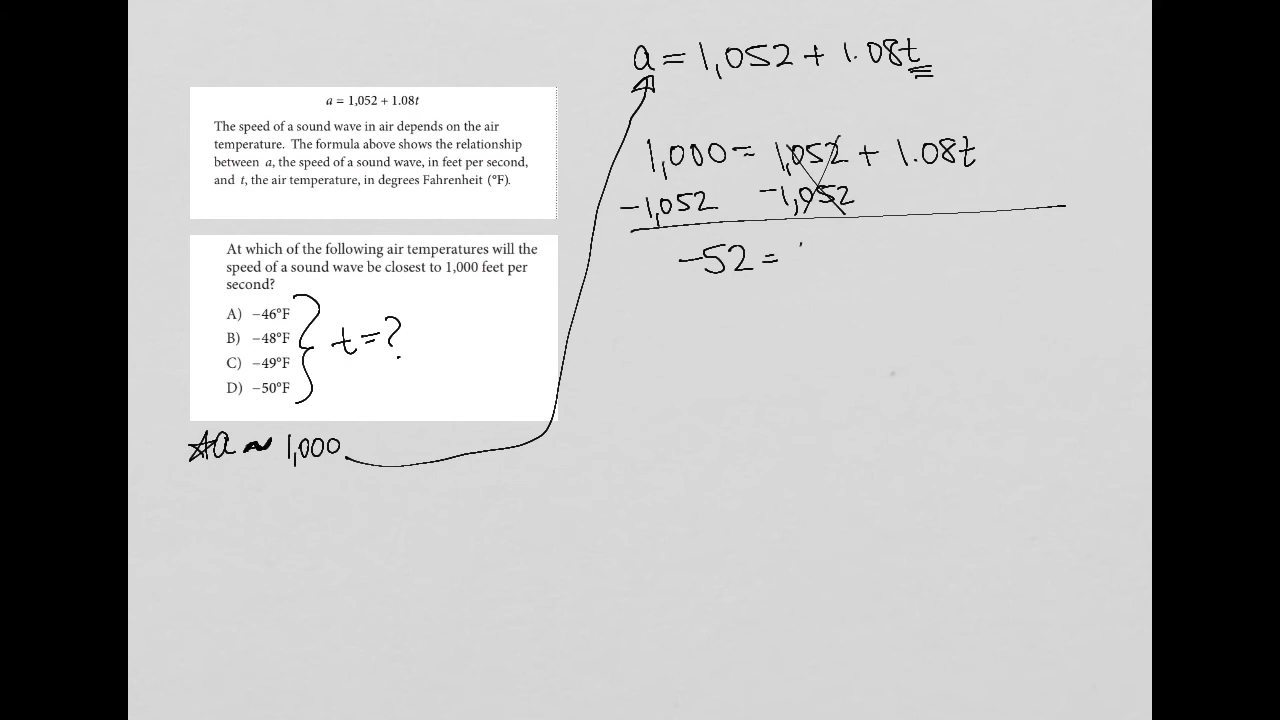 a = 1,052 + 1.08t
The speed of a sound wave in air depends on the air
temperature. The formula above shows the relationship
between a, the speed of a sound wave, in feet per second,
and t, the air temperature, in degrees Fahrenheit (°F).
At which of the following air temperatures will the
speed of a sound wave be closest to 1,000 feet per
second?
A) −46°F
B) −48°F
C) −49°F
D) −50°F
t = ?
☆a ~ 1,000
a = 1,052 + 1.08t
1,000 = 1,052 + 1.08t
−1,052 −1,052
−52 =